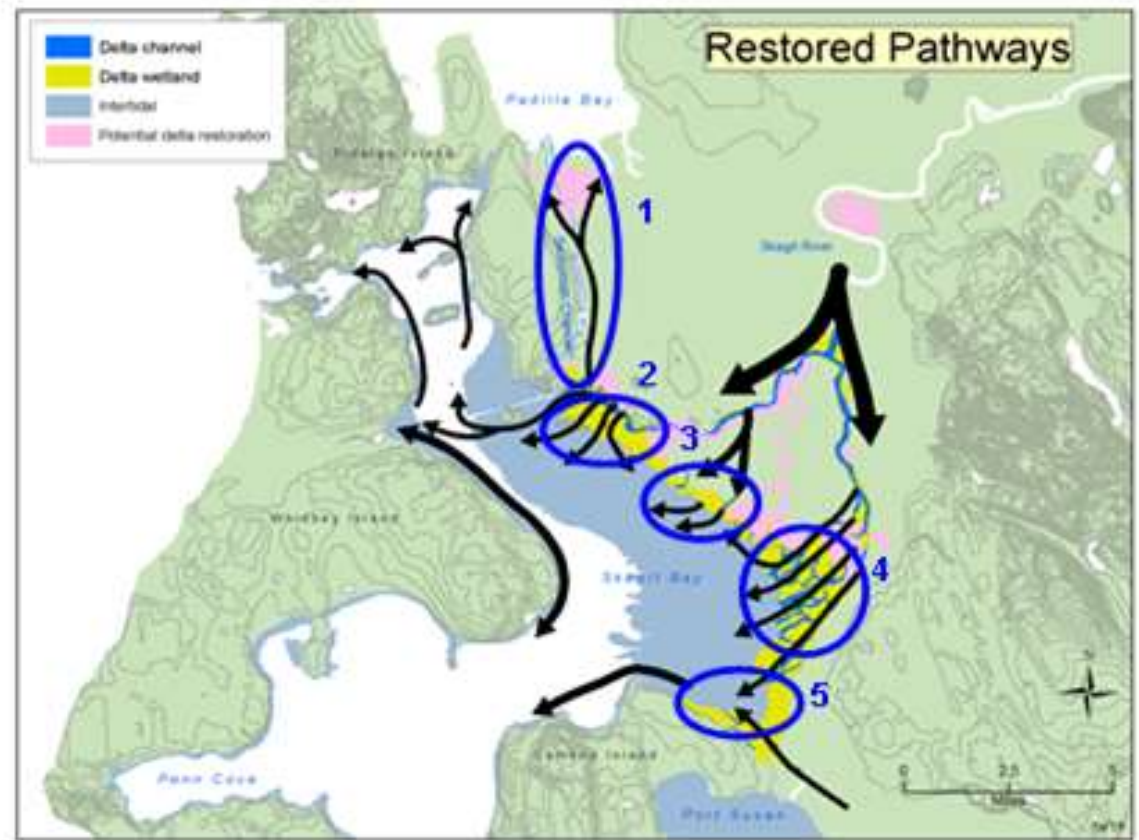 Restored Pathways
Delta channel
Delta wetland
Intertidal
Potential delta restoration
Padilla Bay
Fidalgo Island
1
Skagit River
2
3
Whidbey Island
Skagit Bay
4
N
5
Camano Island
Penn Cove
Port Susan
0 2.5 5
Miles